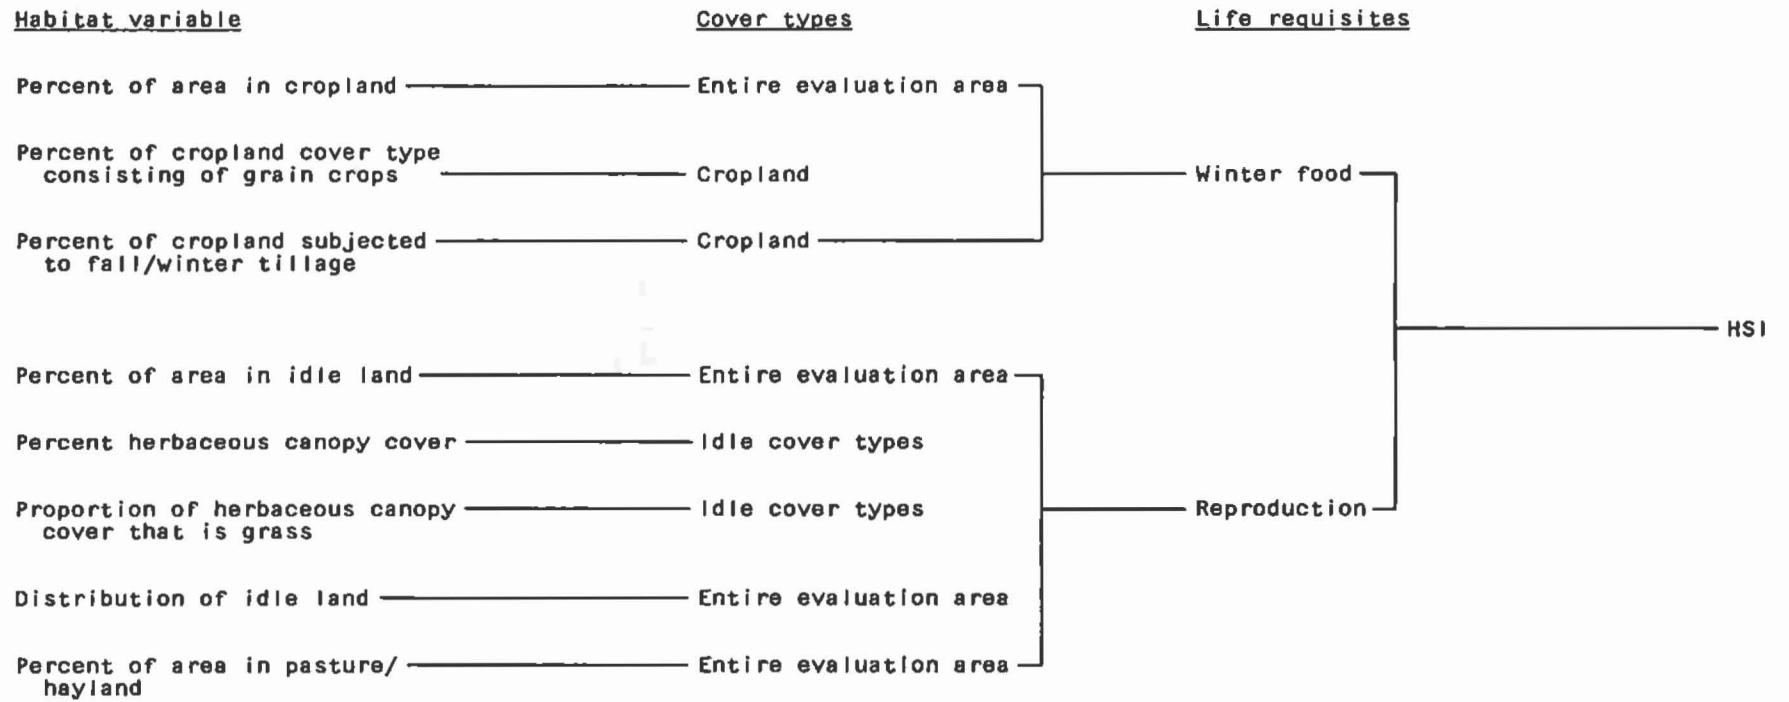 Habitat variable Cover types Life requisites
Percent of area in cropland Entire evaluation area
Percent of cropland cover type
consisting of grain crops Cropland Winter food
Percent of cropland subjected Cropland
to fall/winter tillage
HSI
Percent of area in idle land Entire evaluation area
Percent herbaceous canopy cover Idle cover types
Proportion of herbaceous canopy Idle cover types Reproduction
cover that is grass
Distribution of idle land Entire evaluation area
Percent of area in pasture/ Entire evaluation area
hayland